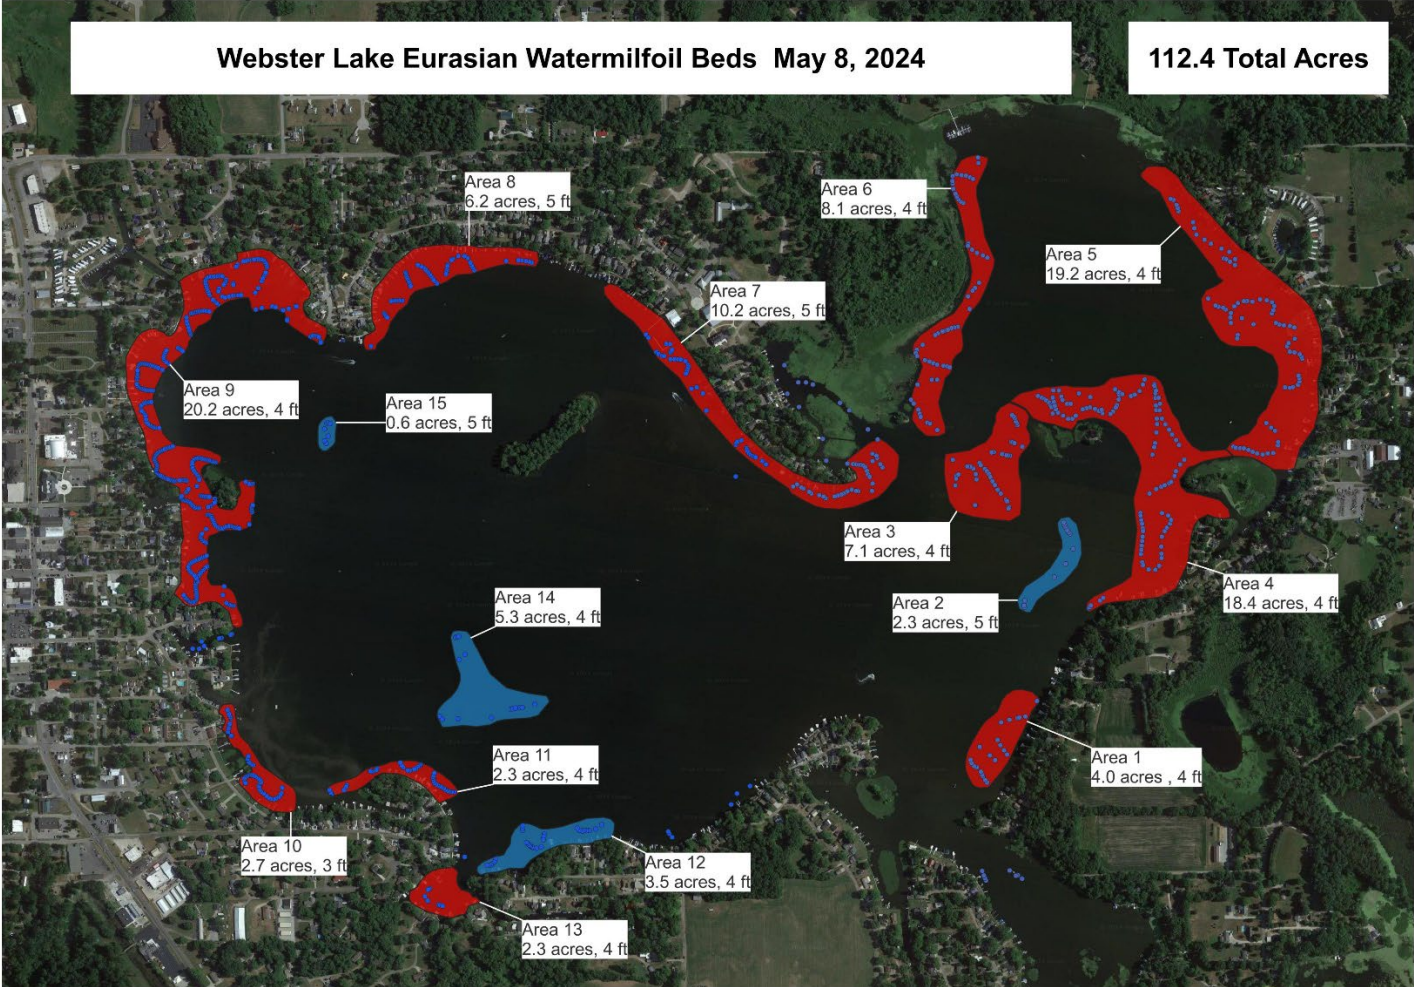 Webster Lake Eurasian Watermilfoil Beds May 8, 2024
112.4 Total Acres
Area 8
6.2 acres, 5 ft
Area 6
8.1 acres, 4 ft
Area 5
19.2 acres, 4 ft
Area 7
10.2 acres, 5 ft
Area 9
20.2 acres, 4 ft
Area 15
0.6 acres, 5 ft
Area 3
7.1 acres, 4 ft
Area 4
18.4 acres, 4 ft
Area 2
2.3 acres, 5 ft
Area 14
5.3 acres, 4 ft
Area 11
2.3 acres, 4 ft
Area 1
4.0 acres , 4 ft
Area 10
2.7 acres, 3 ft
Area 12
3.5 acres, 4 ft
Area 13
2.3 acres, 4 ft